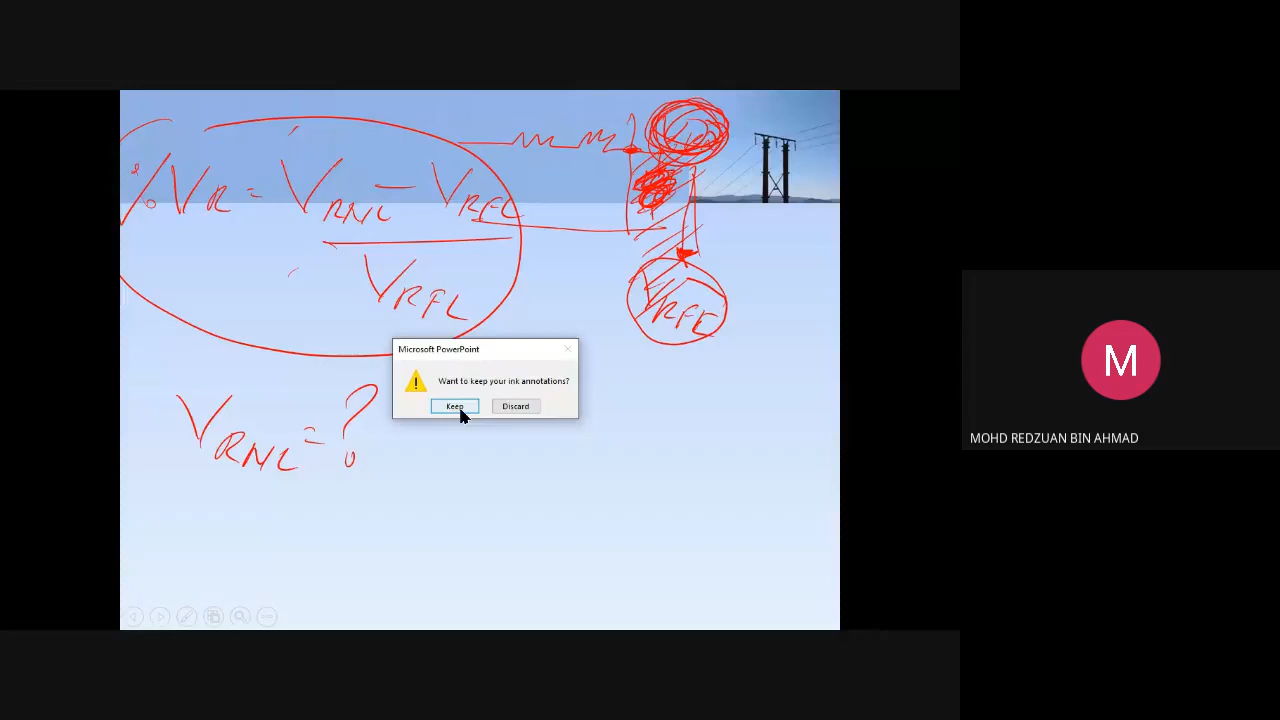 %VR = VRNL - VRFL
VRFL
VRFL
VRNL = ?
Microsoft PowerPoint
Want to keep your ink annotations?
Keep
Discard
M
MOHD REDZUAN BIN AHMAD